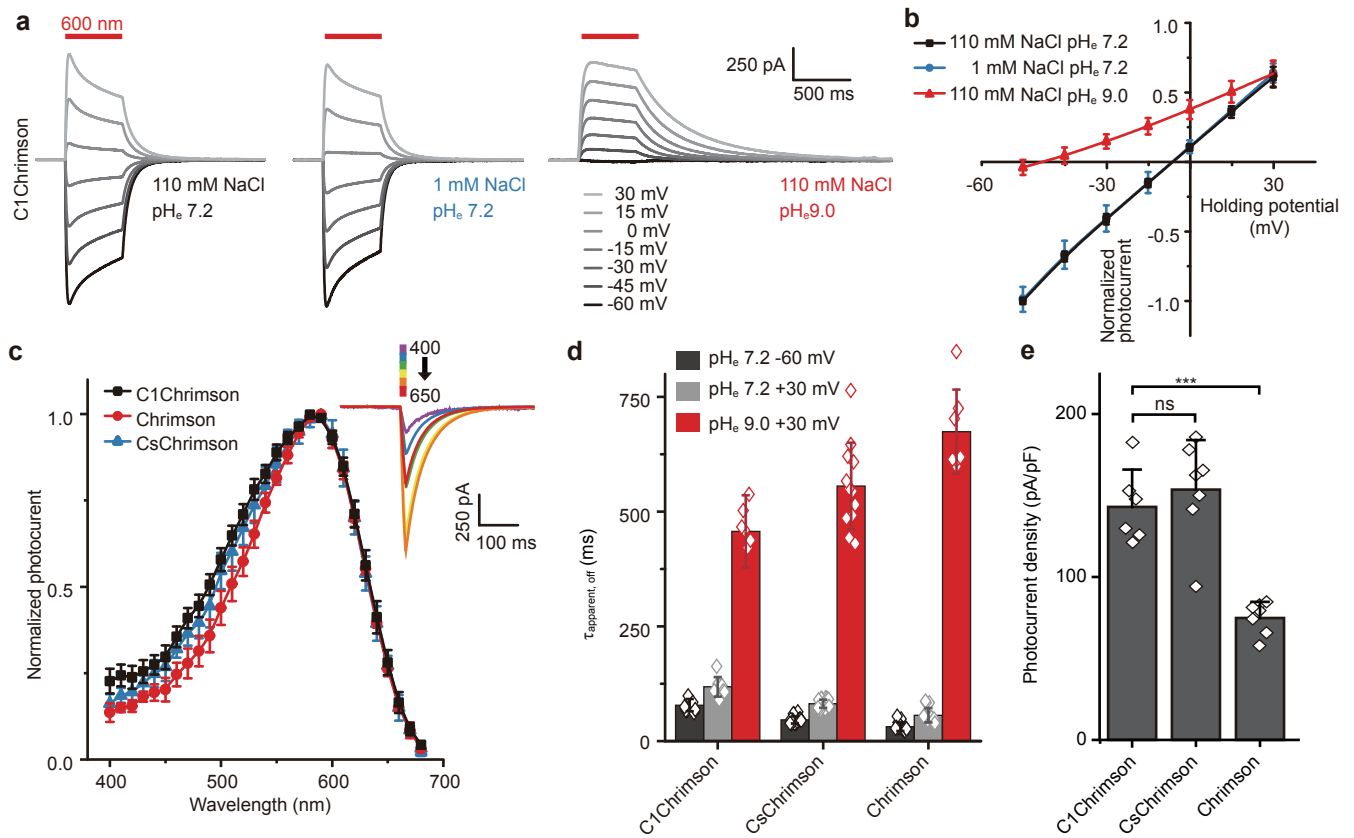 a
600 nm
250 pA
500 ms
C1Chrimson
110 mM NaCl
pHe 7.2
1 mM NaCl
pHe 7.2
110 mM NaCl
pHe9.0
30 mV
15 mV
0 mV
-15 mV
-30 mV
-45 mV
-60 mV
b
110 mM NaCl pHe 7.2
1 mM NaCl pHe 7.2
110 mM NaCl pHe 9.0
1.0
0.5
-0.5
-1.0
-60
-30
30
Holding potential
(mV)
Normalized
photocurrent
c
C1Chrimson
Chrimson
CsChrimson
400
650
250 pA
100 ms
Normalized photocurent
1.0
0.5
0.0
400
500
600
700
Wavelength (nm)
d
pHe 7.2 -60 mV
pHe 7.2 +30 mV
pHe 9.0 +30 mV
τapparent, off (ms)
750
500
250
0
C1Chrimson
CsChrimson
Chrimson
e
***
ns
Photocurrent density (pA/pF)
200
100
0
C1Chrimson
CsChrimson
Chrimson